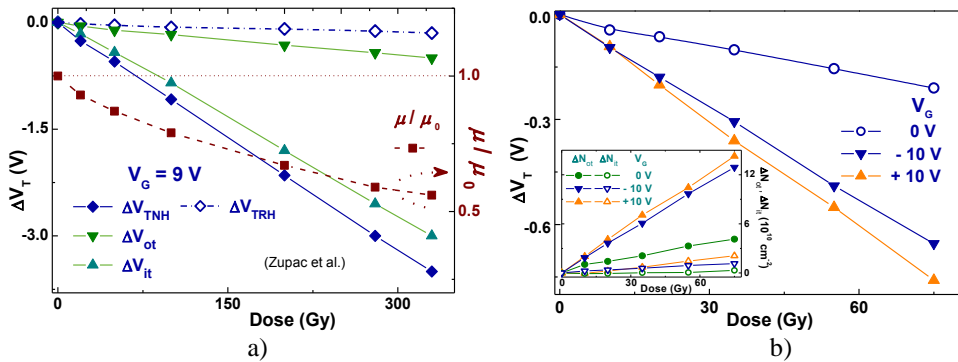 0.0
-1.5
-3.0
ΔV_T (V)
V_G = 9 V
ΔV_TNH
ΔV_TRH
ΔV_ot
ΔV_it
(Zupac et al.)
μ / μ_0
1.0
0.5
μ / μ_0
0
150
300
Dose (Gy)
a)
0.0
-0.3
-0.6
ΔV_T (V)
V_G
0 V
- 10 V
+ 10 V
ΔN_ot ΔN_it V_G
0 V
- 10 V
+10 V
12
6
0
ΔN_ot, ΔN_it (10^10 cm^-2)
0 30 60
Dose (Gy)
0
30
60
Dose (Gy)
b)